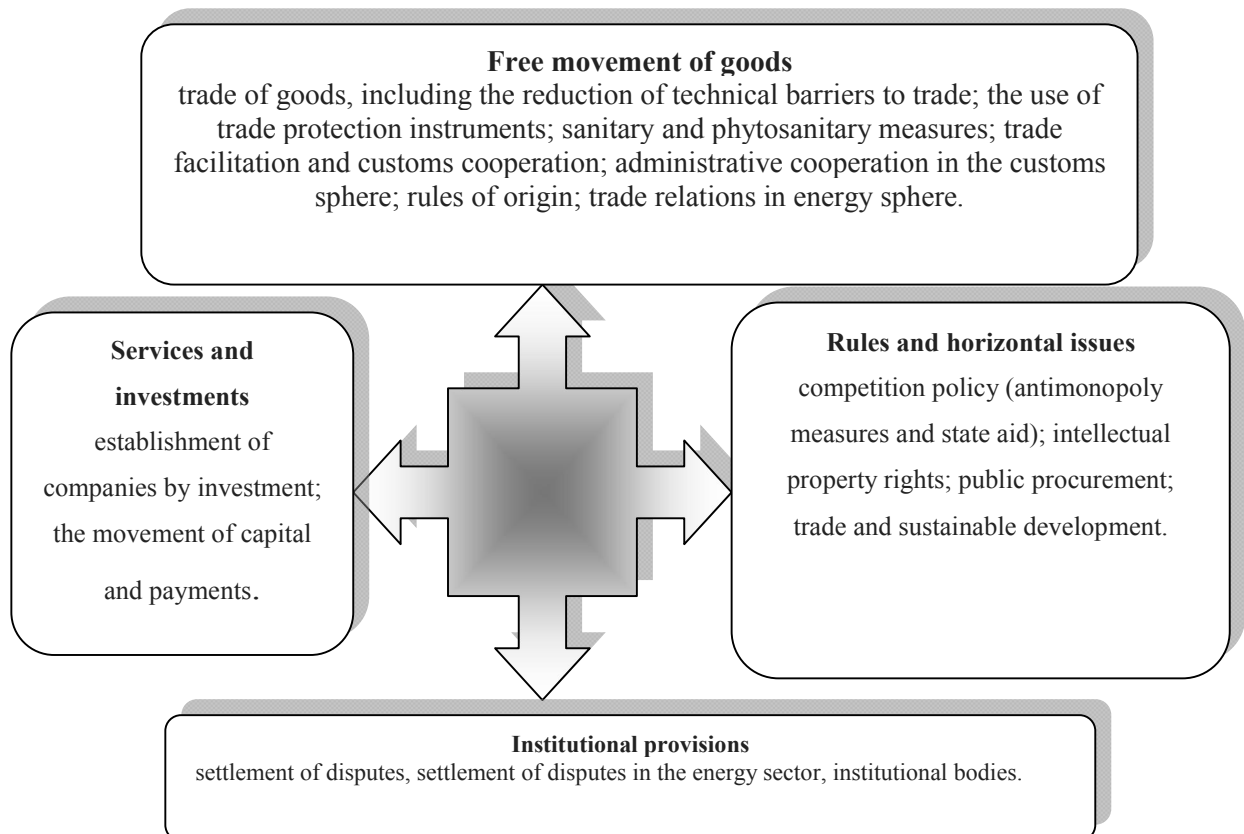 Free movement of goods
trade of goods, including the reduction of technical barriers to trade; the use of
trade protection instruments; sanitary and phytosanitary measures; trade
facilitation and customs cooperation; administrative cooperation in the customs
sphere; rules of origin; trade relations in energy sphere.
Services and
investments
establishment of
companies by investment;
the movement of capital
and payments.
Rules and horizontal issues
competition policy (antimonopoly
measures and state aid); intellectual
property rights; public procurement;
trade and sustainable development.
Institutional provisions
settlement of disputes, settlement of disputes in the energy sector, institutional bodies.